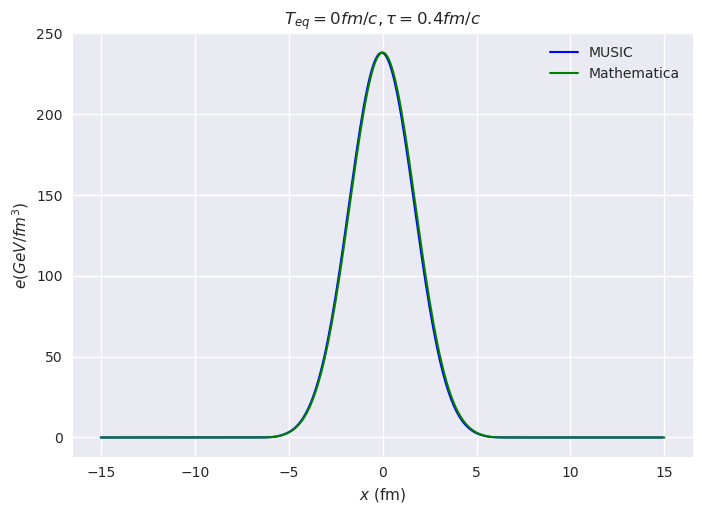 T_eq = 0fm/c, τ = 0.4fm/c
MUSIC
Mathematica
250
200
150
100
50
0
e(GeV/fm³)
−15
−10
−5
0
5
10
15
x (fm)